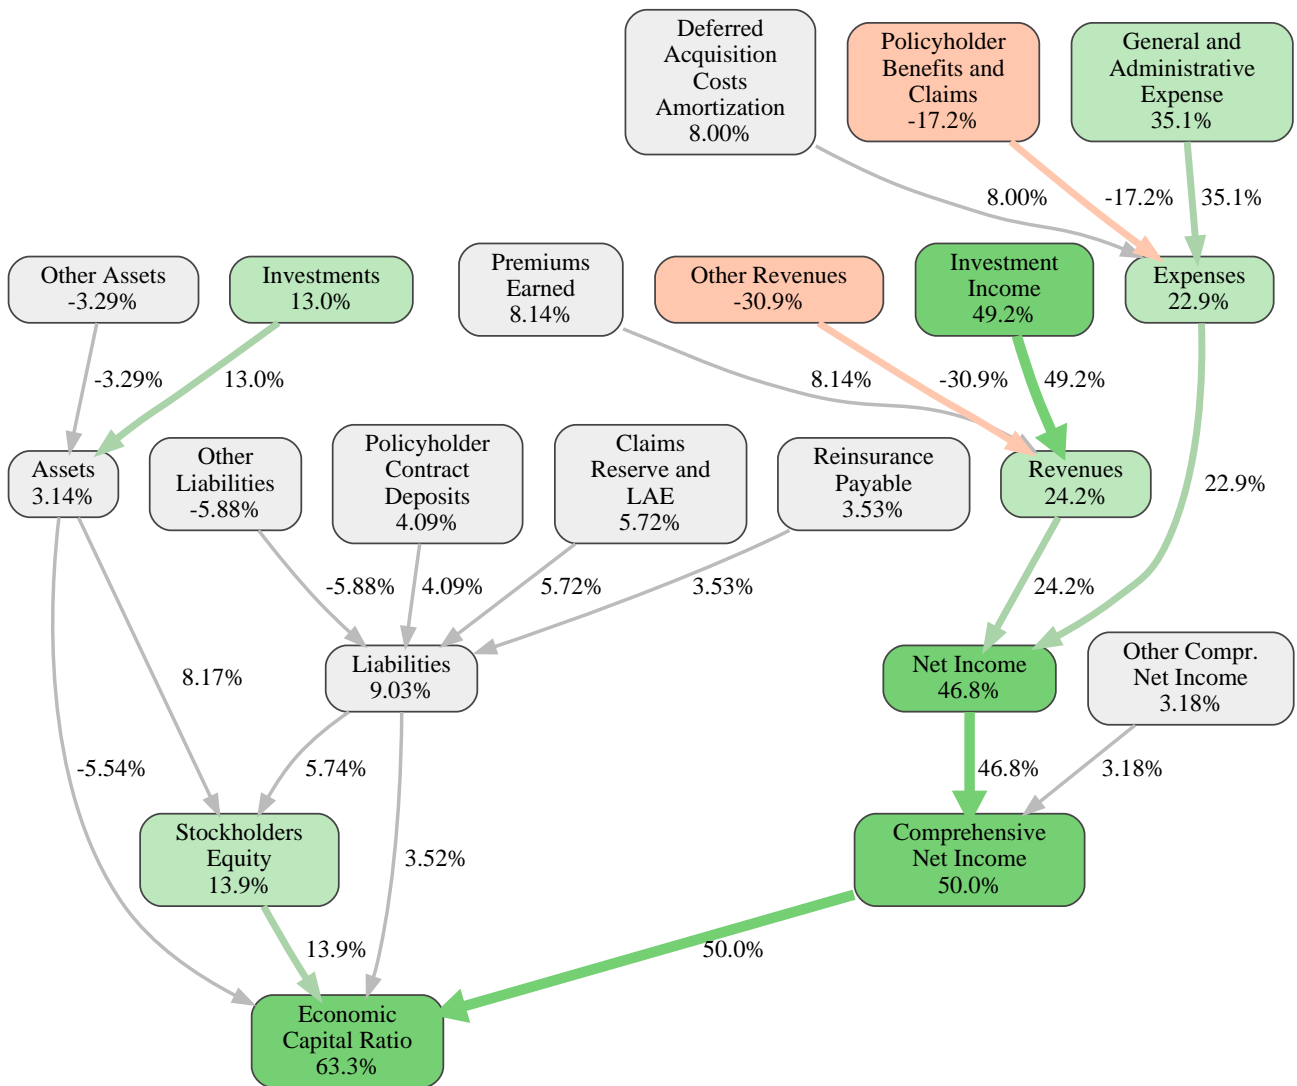 Deferred
Acquisition
Costs
Amortization
8.00%
Policyholder
Benefits and
Claims
-17.2%
General and
Administrative
Expense
35.1%
8.00%
-17.2%
35.1%
Other Assets
-3.29%
Investments
13.0%
Premiums
Earned
8.14%
Other Revenues
-30.9%
Investment
Income
49.2%
Expenses
22.9%
-3.29%
13.0%
8.14%
-30.9%
49.2%
22.9%
Assets
3.14%
Other
Liabilities
-5.88%
Policyholder
Contract
Deposits
4.09%
Claims
Reserve and
LAE
5.72%
Reinsurance
Payable
3.53%
Revenues
24.2%
-5.88%
4.09%
5.72%
3.53%
24.2%
8.17%
Liabilities
9.03%
Net Income
46.8%
Other Compr.
Net Income
3.18%
-5.54%
5.74%
3.52%
46.8%
3.18%
Stockholders
Equity
13.9%
Comprehensive
Net Income
50.0%
13.9%
50.0%
Economic
Capital Ratio
63.3%